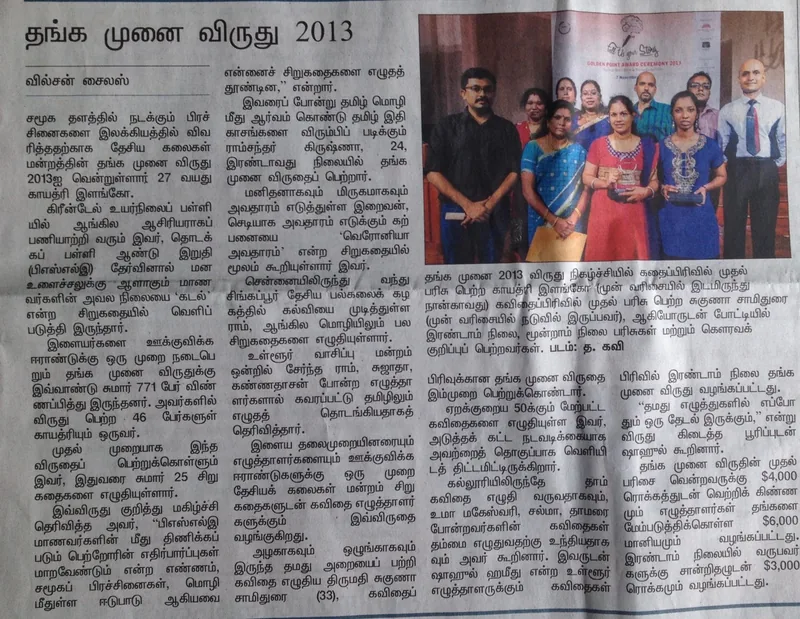 தங்க முனை விருது 2013
வில்சன் சைலஸ்
சமூக தளத்தில் நடக்கும் பிரச்
சினைகளை இலக்கியத்தில் விவ
ரித்ததற்காக தேசிய கலைகள்
மன்றத்தின் தங்க முனை விருது
2013ஐ வென்றுள்ளார் 27 வயது
காயத்ரி இளங்கோ.
கிரீன்டேல் உயர்நிலைப் பள்ளி
யில் ஆங்கில ஆசிரியராகப்
பணியாற்றி வரும் இவர், தொடக்
கப் பள்ளி ஆண்டு இறுதி
(பிஎஸ்எல்இ) தேர்வினால் மன
உளைச்சலுக்கு ஆளாகும் மாண
வர்களின் அவல நிலையை ‘கடல்’
என்ற சிறுகதையில் வெளிப்
படுத்தி இருந்தார்.
இளையர்களை ஊக்குவிக்க
ஈராண்டுக்கு ஒரு முறை நடைபெ
றும் தங்க முனை விருதுக்கு
இவ்வாண்டு சுமார் 771 பேர் விண்
ணப்பித்து இருந்தனர். அவர்களில்
விருது பெற்ற 46 பேர்களுள்
காயத்ரியும் ஒருவர்.
முதல் முறையாக இந்த
விருதைப் பெற்றுக்கொள்ளும்
இவர், இதுவரை சுமார் 25 சிறு
கதைகளை எழுதியுள்ளார்.
இவ்விருது குறித்து மகிழ்ச்சி
தெரிவித்த அவர், “பிஎஸ்எல்இ
மாணவர்களின் மீது திணிக்கப்
படும் பெற்றோரின் எதிர்பார்ப்புகள்
மாறவேண்டும் என்ற எண்ணம்,
சமூகப் பிரச்சினைகள், மொழி
மீதுள்ள ஈடுபாடு ஆகியவை
என்னைச் சிறுகதைகளை எழுதத்
தூண்டின,” என்றார்.
இவரைப் போன்று தமிழ் மொழி
மீது ஆர்வம் கொண்டு தமிழ் இதி
காசங்களை விரும்பிப் படிக்கும்
ராம்சந்தர் கிருஷ்ணா, 24,
இரண்டாவது நிலையில் தங்க
முனை விருதைப் பெற்றார்.
மனிதனாகவும் மிருகமாகவும்
அவதாரம் எடுத்துள்ள இறைவன்,
செடியாக அவதாரம் எடுக்கும் கற்
பனையை ‘வெரோனியா
அவதாரம்’ என்ற சிறுகதையில்
மூலம் கூறியுள்ளார் இவர்.
சென்னையிலிருந்து வந்து
சிங்கப்பூர் தேசிய பல்கலைக் கழ
கத்தில் கல்வியை முடித்துள்ள
ராம், ஆங்கில மொழியிலும் பல
சிறுகதைகளை எழுதியுள்ளார்.
உள்ளூர் வாசிப்பு மன்றம்
ஒன்றில் சேர்ந்த ராம், சுஜாதா,
கண்ணதாசன் போன்ற எழுத்தா
ளர்களால் கவரப்பட்டு தமிழிலும்
எழுதத் தொடங்கியதாகத்
தெரிவித்தார்.
இளைய தலைமுறையினரையும்
எழுத்தாளர்களையும் ஊக்குவிக்க
ஈராண்டுகளுக்கு ஒரு முறை
தேசியக் கலைகள் மன்றம் சிறு
கதைகளுடன் கவிதை எழுத்தாளர்
களுக்கும் இவ்விருதை
வழங்குகிறது.
அழகாகவும் ஒழுங்காகவும்
இருந்த தமது அறையைப் பற்றி
கவிதை எழுதிய திருமதி சுகுணா
சாமிதுரை (33), கவிதைப்
Golden Point Award Ceremony 2013
தங்க முனை 2013 விருது நிகழ்ச்சியில் கதைப்பிரிவில் முதல்
பரிசு பெற்ற காயத்ரி இளங்கோ (முன் வரிசையில் இடமிருந்து
நான்காவது) கவிதைப்பிரிவில் முதல் பரிசு பெற்ற சுகுணா சாமிதுரை
(முன் வரிசையில் நடுவில் இருப்பவர்), ஆகியோருடன் போட்டியில்
இரண்டாம் நிலை, மூன்றாம் நிலை பரிசுகள் மற்றும் கௌரவக்
குறிப்புப் பெற்றவர்கள். படம்: த. கவி
பிரிவுக்கான தங்க முனை விருதை
இம்முறை பெற்றுக்கொண்டார்.
ஏறக்குறைய 50க்கும் மேற்பட்ட
கவிதைகளை எழுதியுள்ள இவர்,
அடுத்தக் கட்ட நடவடிக்கையாக
அவற்றைத் தொகுப்பாக வெளியி
டத் திட்டமிட்டிருக்கிறார்.
கல்லூரியிலிருந்தே தாம்
கவிதை எழுதி வருவதாகவும்,
உமா மகேஸ்வரி, சல்மா, தாமரை
போன்றவர்களின் கவிதைகள்
தம்மை எழுதுவதற்கு உந்தியதாக
வும் அவர் கூறினார். இவருடன்
ஷாஹுல் ஹமீது என்ற உள்ளூர்
எழுத்தாளருக்கும் கவிதைகள்
பிரிவில் இரண்டாம் நிலை தங்க
முனை விருது வழங்கப்பட்டது.
“தமது எழுத்துகளில் எப்போ
தும் ஒரு தேடல் இருக்கும்,” என்று
விருது கிடைத்த பூரிப்புடன்
ஷாஹுல் கூறினார்.
தங்க முனை விருதின் முதல்
பரிசை வென்றவருக்கு $4,000
ரொக்கத்துடன் வெற்றிக் கிண்ண
மும் எழுத்தாளர்கள் தங்களை
மேம்படுத்திக்கொள்ள $6,000
மானியமும் வழங்கப்பட்டது.
இரண்டாம் நிலையில் வருபவர்
களுக்கு சான்றிதழுடன் $3,000
ரொக்கமும் வழங்கப்பட்டது.